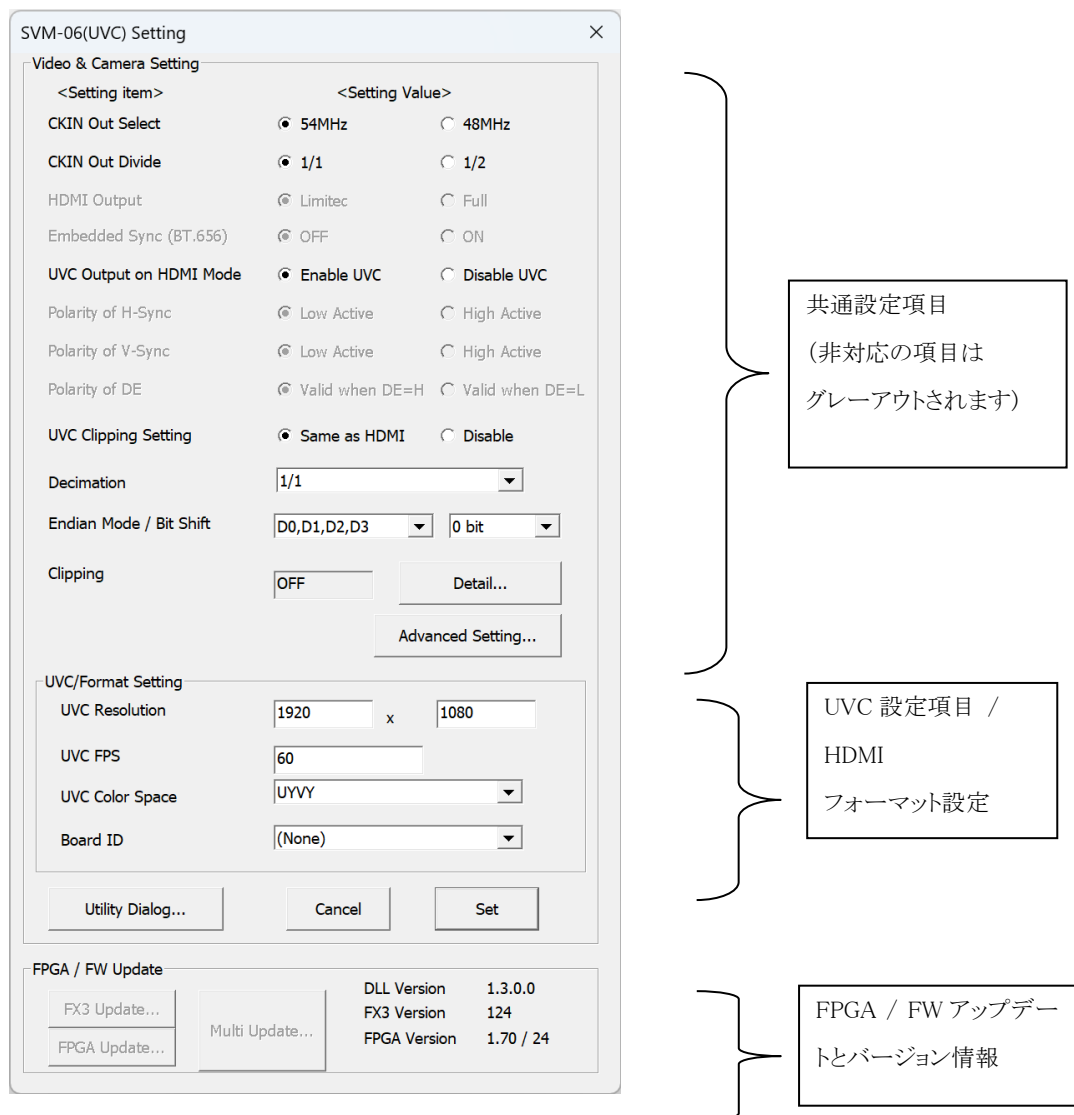 SVM-06(UVC) Setting
Video & Camera Setting
<Setting item> <Setting Value>
CKIN Out Select 54MHz 48MHz
CKIN Out Divide 1/1 1/2
HDMI Output Limitec Full
Embedded Sync (BT.656) OFF ON
UVC Output on HDMI Mode Enable UVC Disable UVC
Polarity of H-Sync Low Active High Active
Polarity of V-Sync Low Active High Active
Polarity of DE Valid when DE=H Valid when DE=L
UVC Clipping Setting Same as HDMI Disable
Decimation 1/1
Endian Mode / Bit Shift D0,D1,D2,D3 0 bit
Clipping OFF Detail...
Advanced Setting...
共通設定項目
(非対応の項目は
グレーアウトされます)
UVC/Format Setting
UVC Resolution 1920 x 1080
UVC FPS 60
UVC Color Space UYVY
Board ID (None)
UVC 設定項目 /
HDMI
フォーマット設定
Utility Dialog... Cancel Set
FPGA / FW Update
FX3 Update...
FPGA Update...
Multi Update...
DLL Version 1.3.0.0
FX3 Version 124
FPGA Version 1.70 / 24
FPGA / FW アップデー
トとバージョン情報